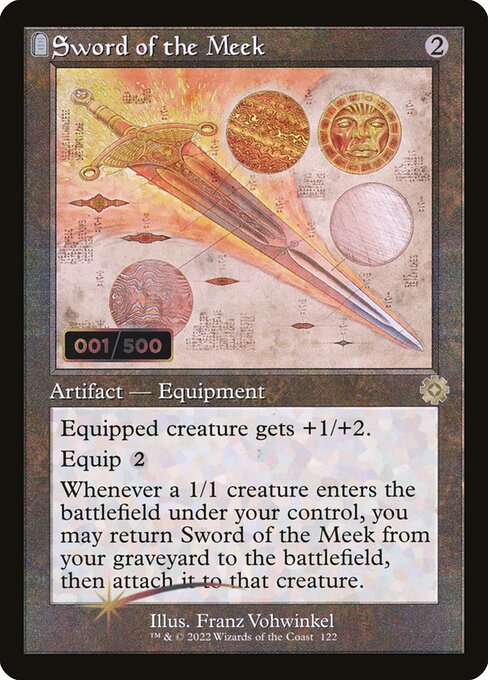 Sword of the Meek 2
001/500
Artifact — Equipment
Equipped creature gets +1/+2.
Equip 2
Whenever a 1/1 creature enters the
battlefield under your control, you
may return Sword of the Meek from
your graveyard to the battlefield,
then attach it to that creature.
Illus. Franz Vohwinkel
™ & © 2022 Wizards of the Coast 122